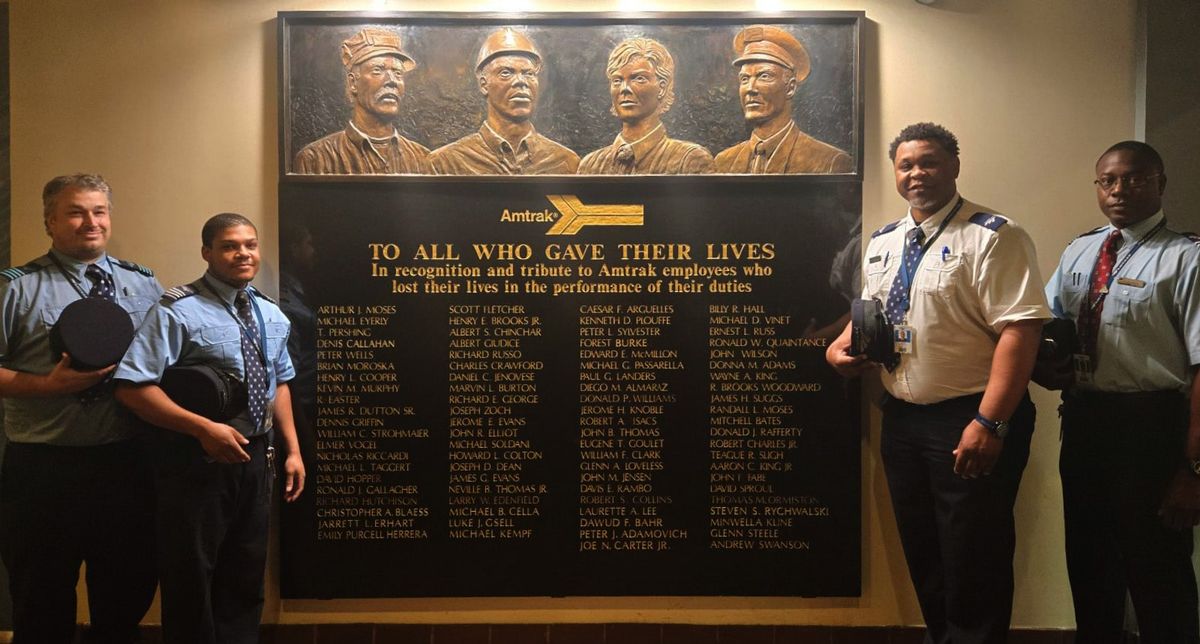 Amtrak®
TO ALL WHO GAVE THEIR LIVES
In recognition and tribute to Amtrak employees who
lost their lives in the performance of their duties
ARTHUR J. MOSES
MICHAEL EYERLY
T. PERSHING
DENIS CALLAHAN
PETER WELLS
BRIAN MOROSKA
HENRY L. COOPER
KEVIN M. MURPHY
R. EASTER
JAMES R. DUTTON SR.
DENNIS GRIFFIN
WILLIAM C. STROHMAIER
ELMER VOGEL
NICHOLAS RICCARDI
MICHAEL L. TAGGERT
DAVID HOPPER
RONALD J. GALLAGHER
RICHARD HUTCHISON
CHRISTOPHER A. BLAESS
JARRETT L. ERHART
EMILY PURCELL HERRERA
SCOTT FLETCHER
HENRY E. BROOKS JR.
ALBERT S. CHINCHAR
ALBERT GIUDICE
RICHARD RUSSO
CHARLES CRAWFORD
DANIEL C. JENOVESE
MARVIN L. BURTON
RICHARD E. GEORGE
JOSEPH ZOCH
JEROME E. EVANS
JOHN R. ELLIOT
MICHAEL SOLDANI
HOWARD L. COLTON
JOSEPH D. DEAN
JAMES G. EVANS
NEVILLE B. THOMAS JR.
LARRY W. EDENFIELD
MICHAEL B. CELLA
LUKE J. GSELL
MICHAEL KEMPF
CAESAR F. ARGUELLES
KENNETH D. PLOUFFE
PETER L. SYLVESTER
FOREST BURKE
EDWARD E. McMILLON
MICHAEL G. PASSARELLA
PAUL G. LANDERS
DIEGO M. ALMARAZ
DONALD P. WILLIAMS
JEROME H. KNOBLE
ROBERT A. ISACS
JOHN B. THOMAS
EUGENE T. GOULET
WILLIAM F. CLARK
GLENN A. LOVELESS
JOHN M. JENSEN
DAVIS E. RAMBO
ROBERT S. COLLINS
LAURETTE A. LEE
DAWUD F. BAHR
PETER J. ADAMOVICH
JOE N. CARTER JR.
BILLY R. HALL
MICHAEL D. VINET
ERNEST L. RUSS
RONALD W. QUAINTANCE
JOHN WILSON
DONNA M. ADAMS
WAYNE A. KING
R. BROOKS WOODWARD
JAMES H. SUGGS
RANDALL L. MOSES
MITCHELL BATES
DONALD J. RAFFERTY
ROBERT CHARLES JR.
TEAGUE R. SLIGH
AARON C. KING JR
JOHN F. FABE
DAVID SPROUL
THOMAS M. ORMISTON
STEVEN S. RYCHWALSKI
MINWELLA KLINE
GLENN STEELE
ANDREW SWANSON